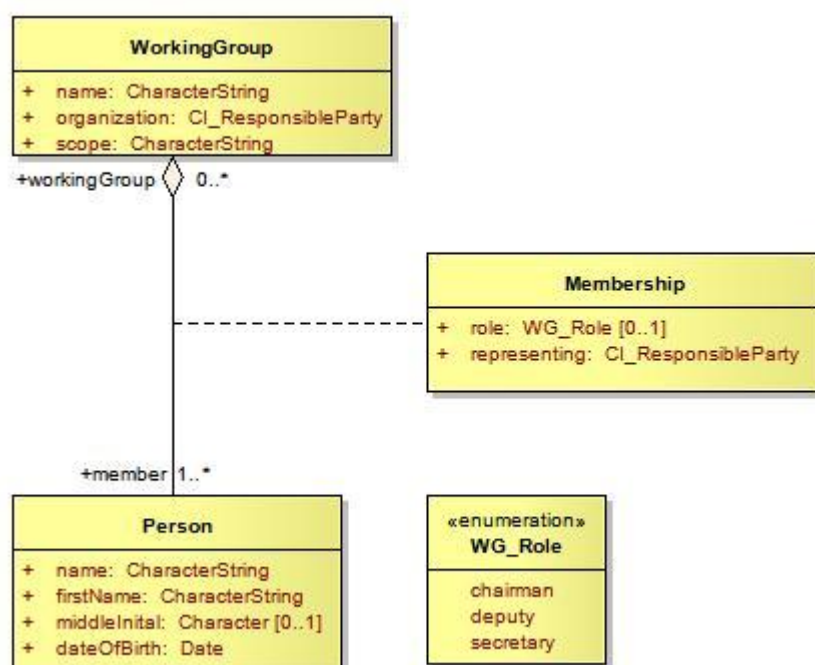 WorkingGroup
+ name: CharacterString
+ organization: CI_ResponsibleParty
+ scope: CharacterString
+workingGroup 0..*
Membership
+ role: WG_Role [0..1]
+ representing: CI_ResponsibleParty
+member 1..*
Person
+ name: CharacterString
+ firstName: CharacterString
+ middleInital: Character [0..1]
+ dateOfBirth: Date
«enumeration»
WG_Role
chairman
deputy
secretary